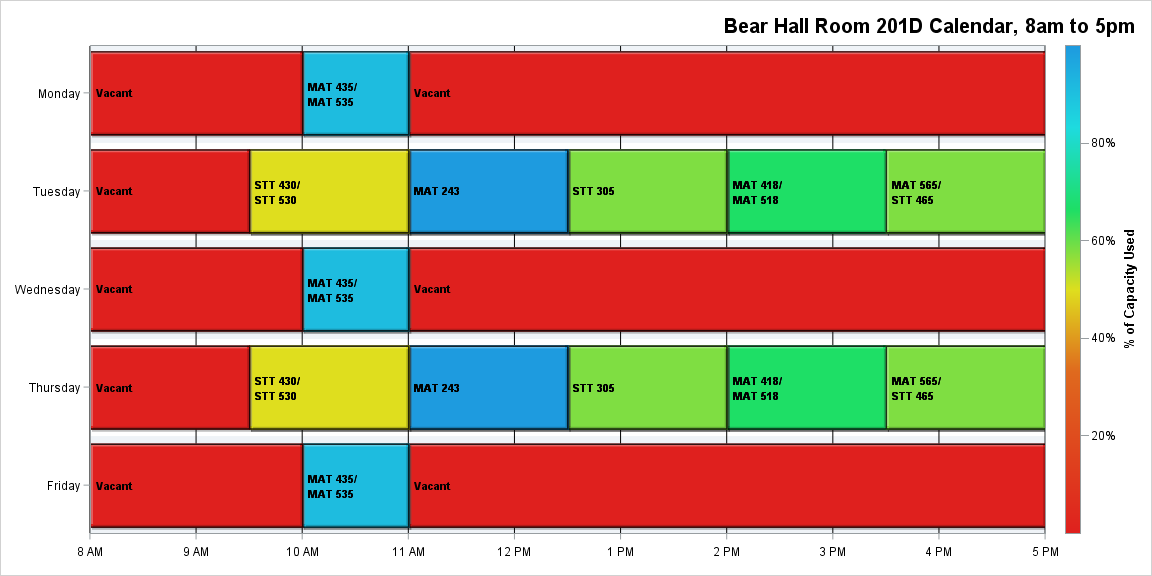 Bear Hall Room 201D Calendar, 8am to 5pm
Monday
Vacant
MAT 435/
MAT 535
Vacant
Tuesday
Vacant
STT 430/
STT 530
MAT 243
STT 305
MAT 418/
MAT 518
MAT 565/
STT 465
Wednesday
Vacant
MAT 435/
MAT 535
Vacant
Thursday
Vacant
STT 430/
STT 530
MAT 243
STT 305
MAT 418/
MAT 518
MAT 565/
STT 465
Friday
Vacant
MAT 435/
MAT 535
Vacant
8 AM
9 AM
10 AM
11 AM
12 PM
1 PM
2 PM
3 PM
4 PM
5 PM
80%
60%
40%
20%
% of Capacity Used